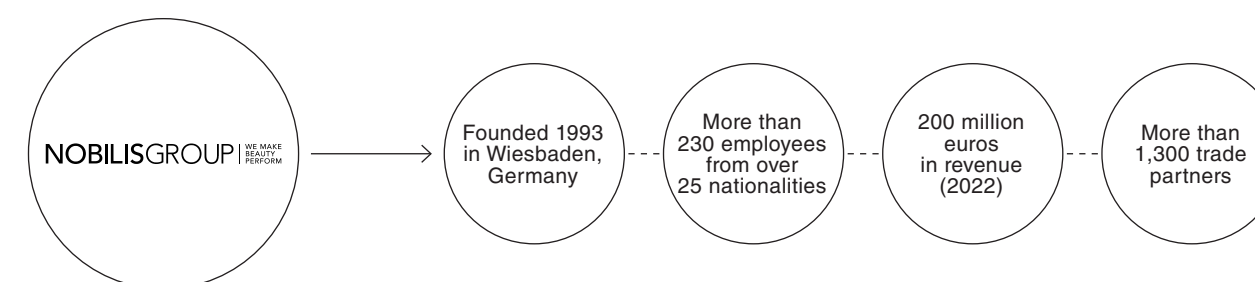 NOBILISGROUP
WE MAKE
BEAUTY
PERFORM
Founded 1993
in Wiesbaden,
Germany
More than
230 employees
from over
25 nationalities
200 million
euros
in revenue
(2022)
More than
1,300 trade
partners